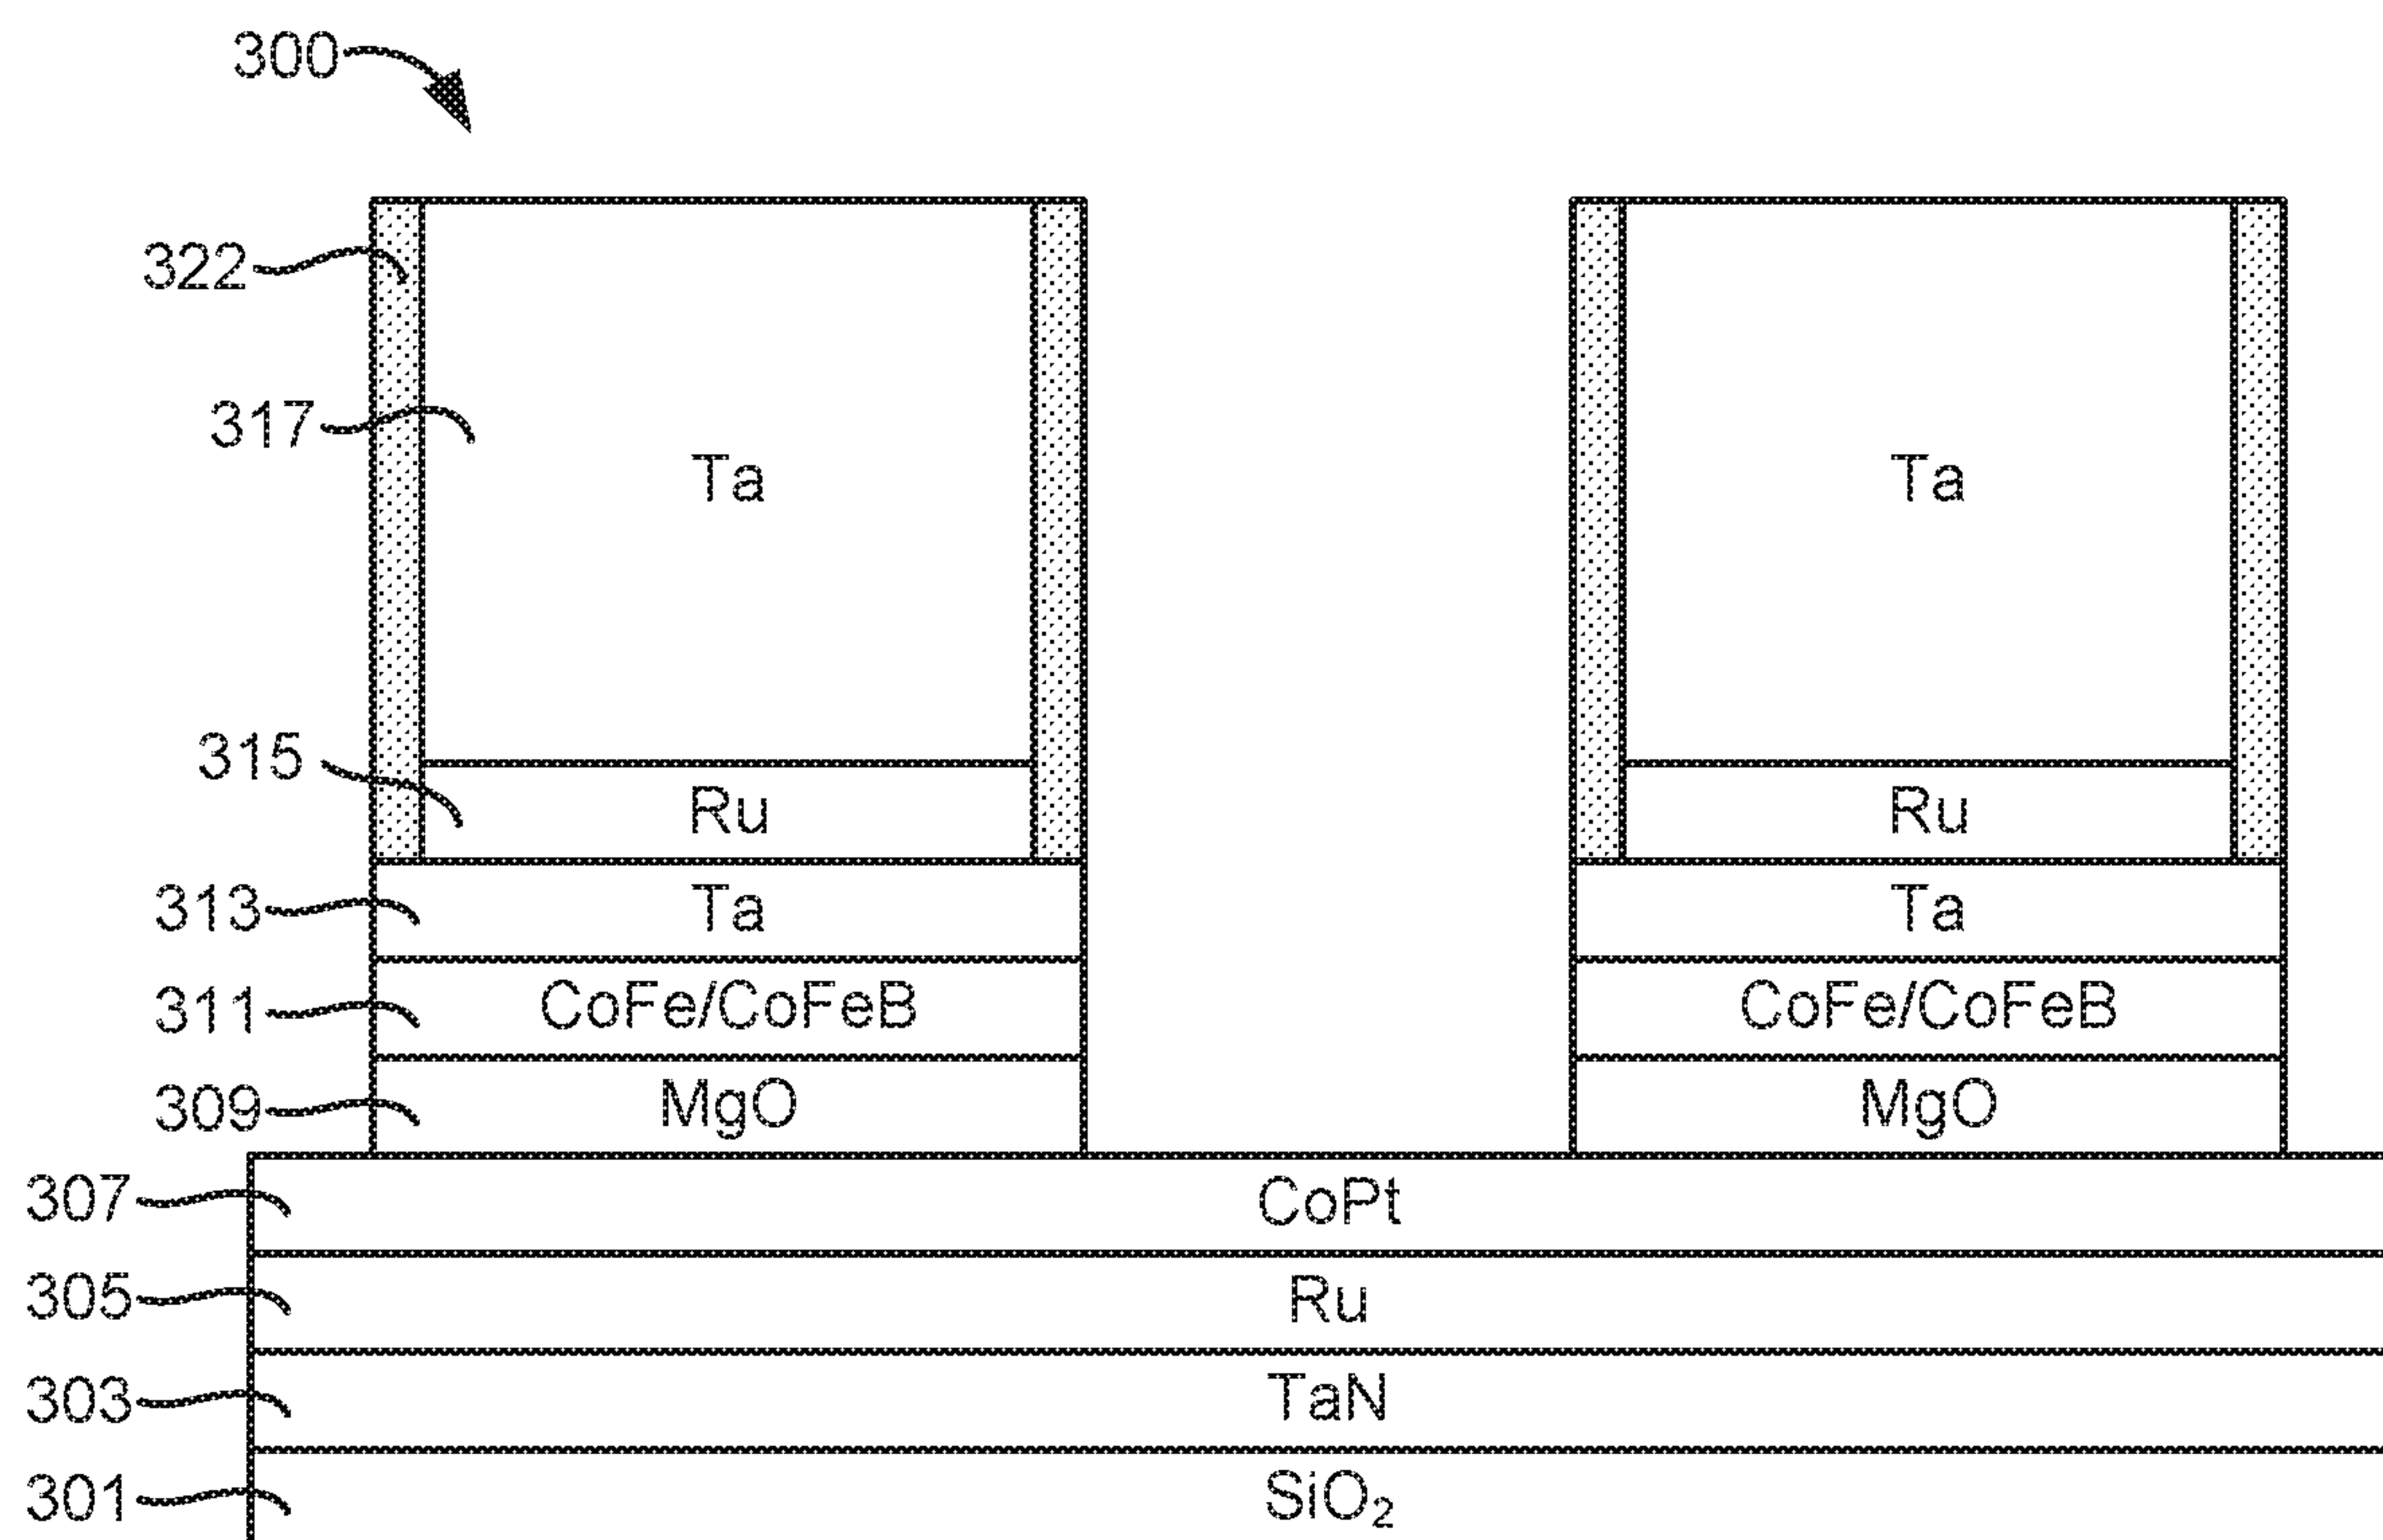 300
322
317 Ta Ta
315 Ru Ru
313 Ta Ta
311 CoFe/CoFeB CoFe/CoFeB
309 MgO MgO
307 CoPt
305 Ru
303 TaN
301 SiO₂